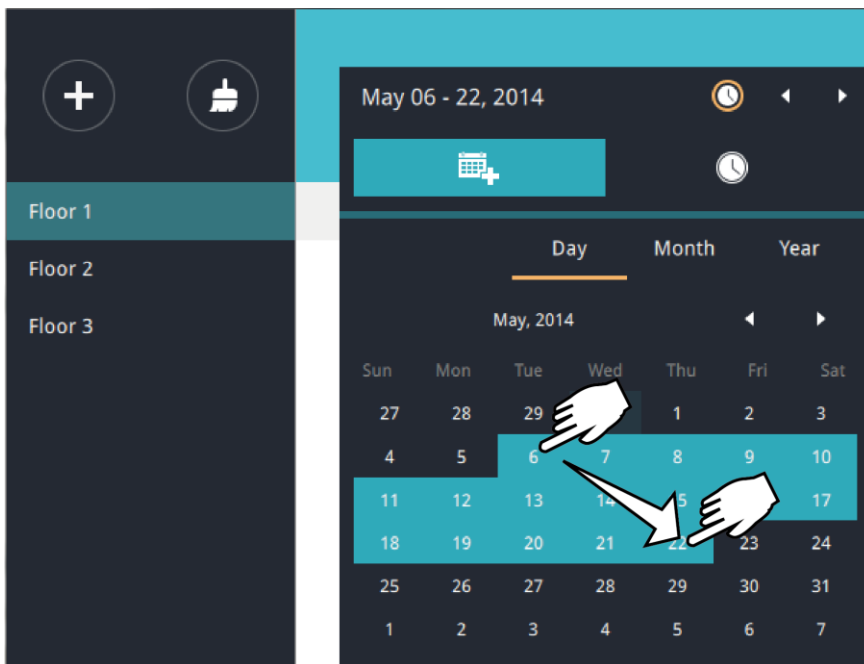 May 06 - 22, 2014
Floor 1
Floor 2
Floor 3
Day Month Year
May, 2014
Sun Mon Tue Wed Thu Fri Sat
27 28 29 1 2 3
4 5 6 7 8 9 10
11 12 13 14 15 17
18 19 20 21 22 23 24
25 26 27 28 29 30 31
1 2 3 4 5 6 7